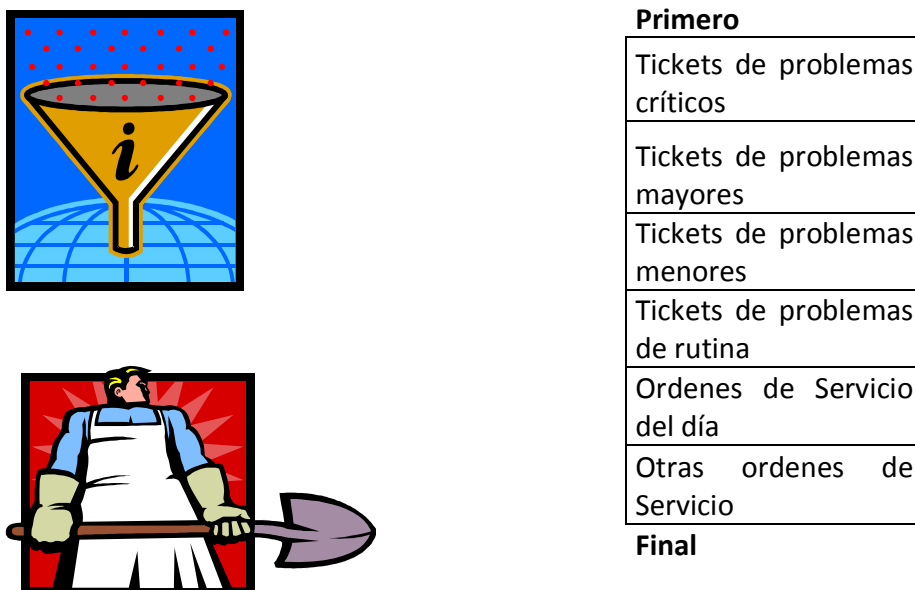 i
Primero
Tickets de problemas
críticos
Tickets de problemas
mayores
Tickets de problemas
menores
Tickets de problemas
de rutina
Ordenes de Servicio
del día
Otras ordenes de
Servicio
Final